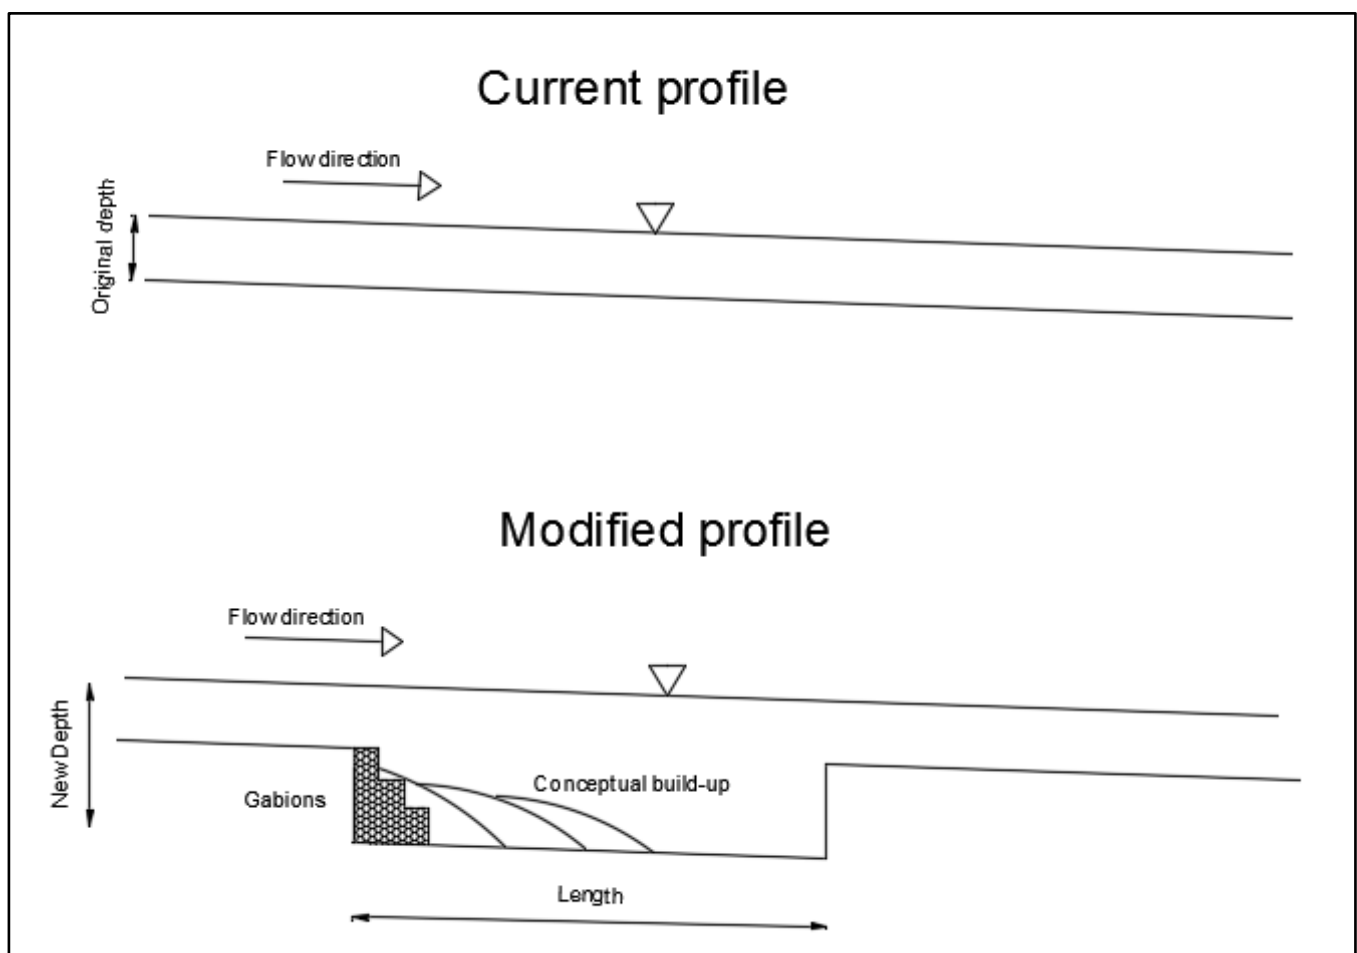 Current profile
Flow direction
Original depth
Modified profile
Flow direction
New Depth
Gabions
Conceptual build-up
Length